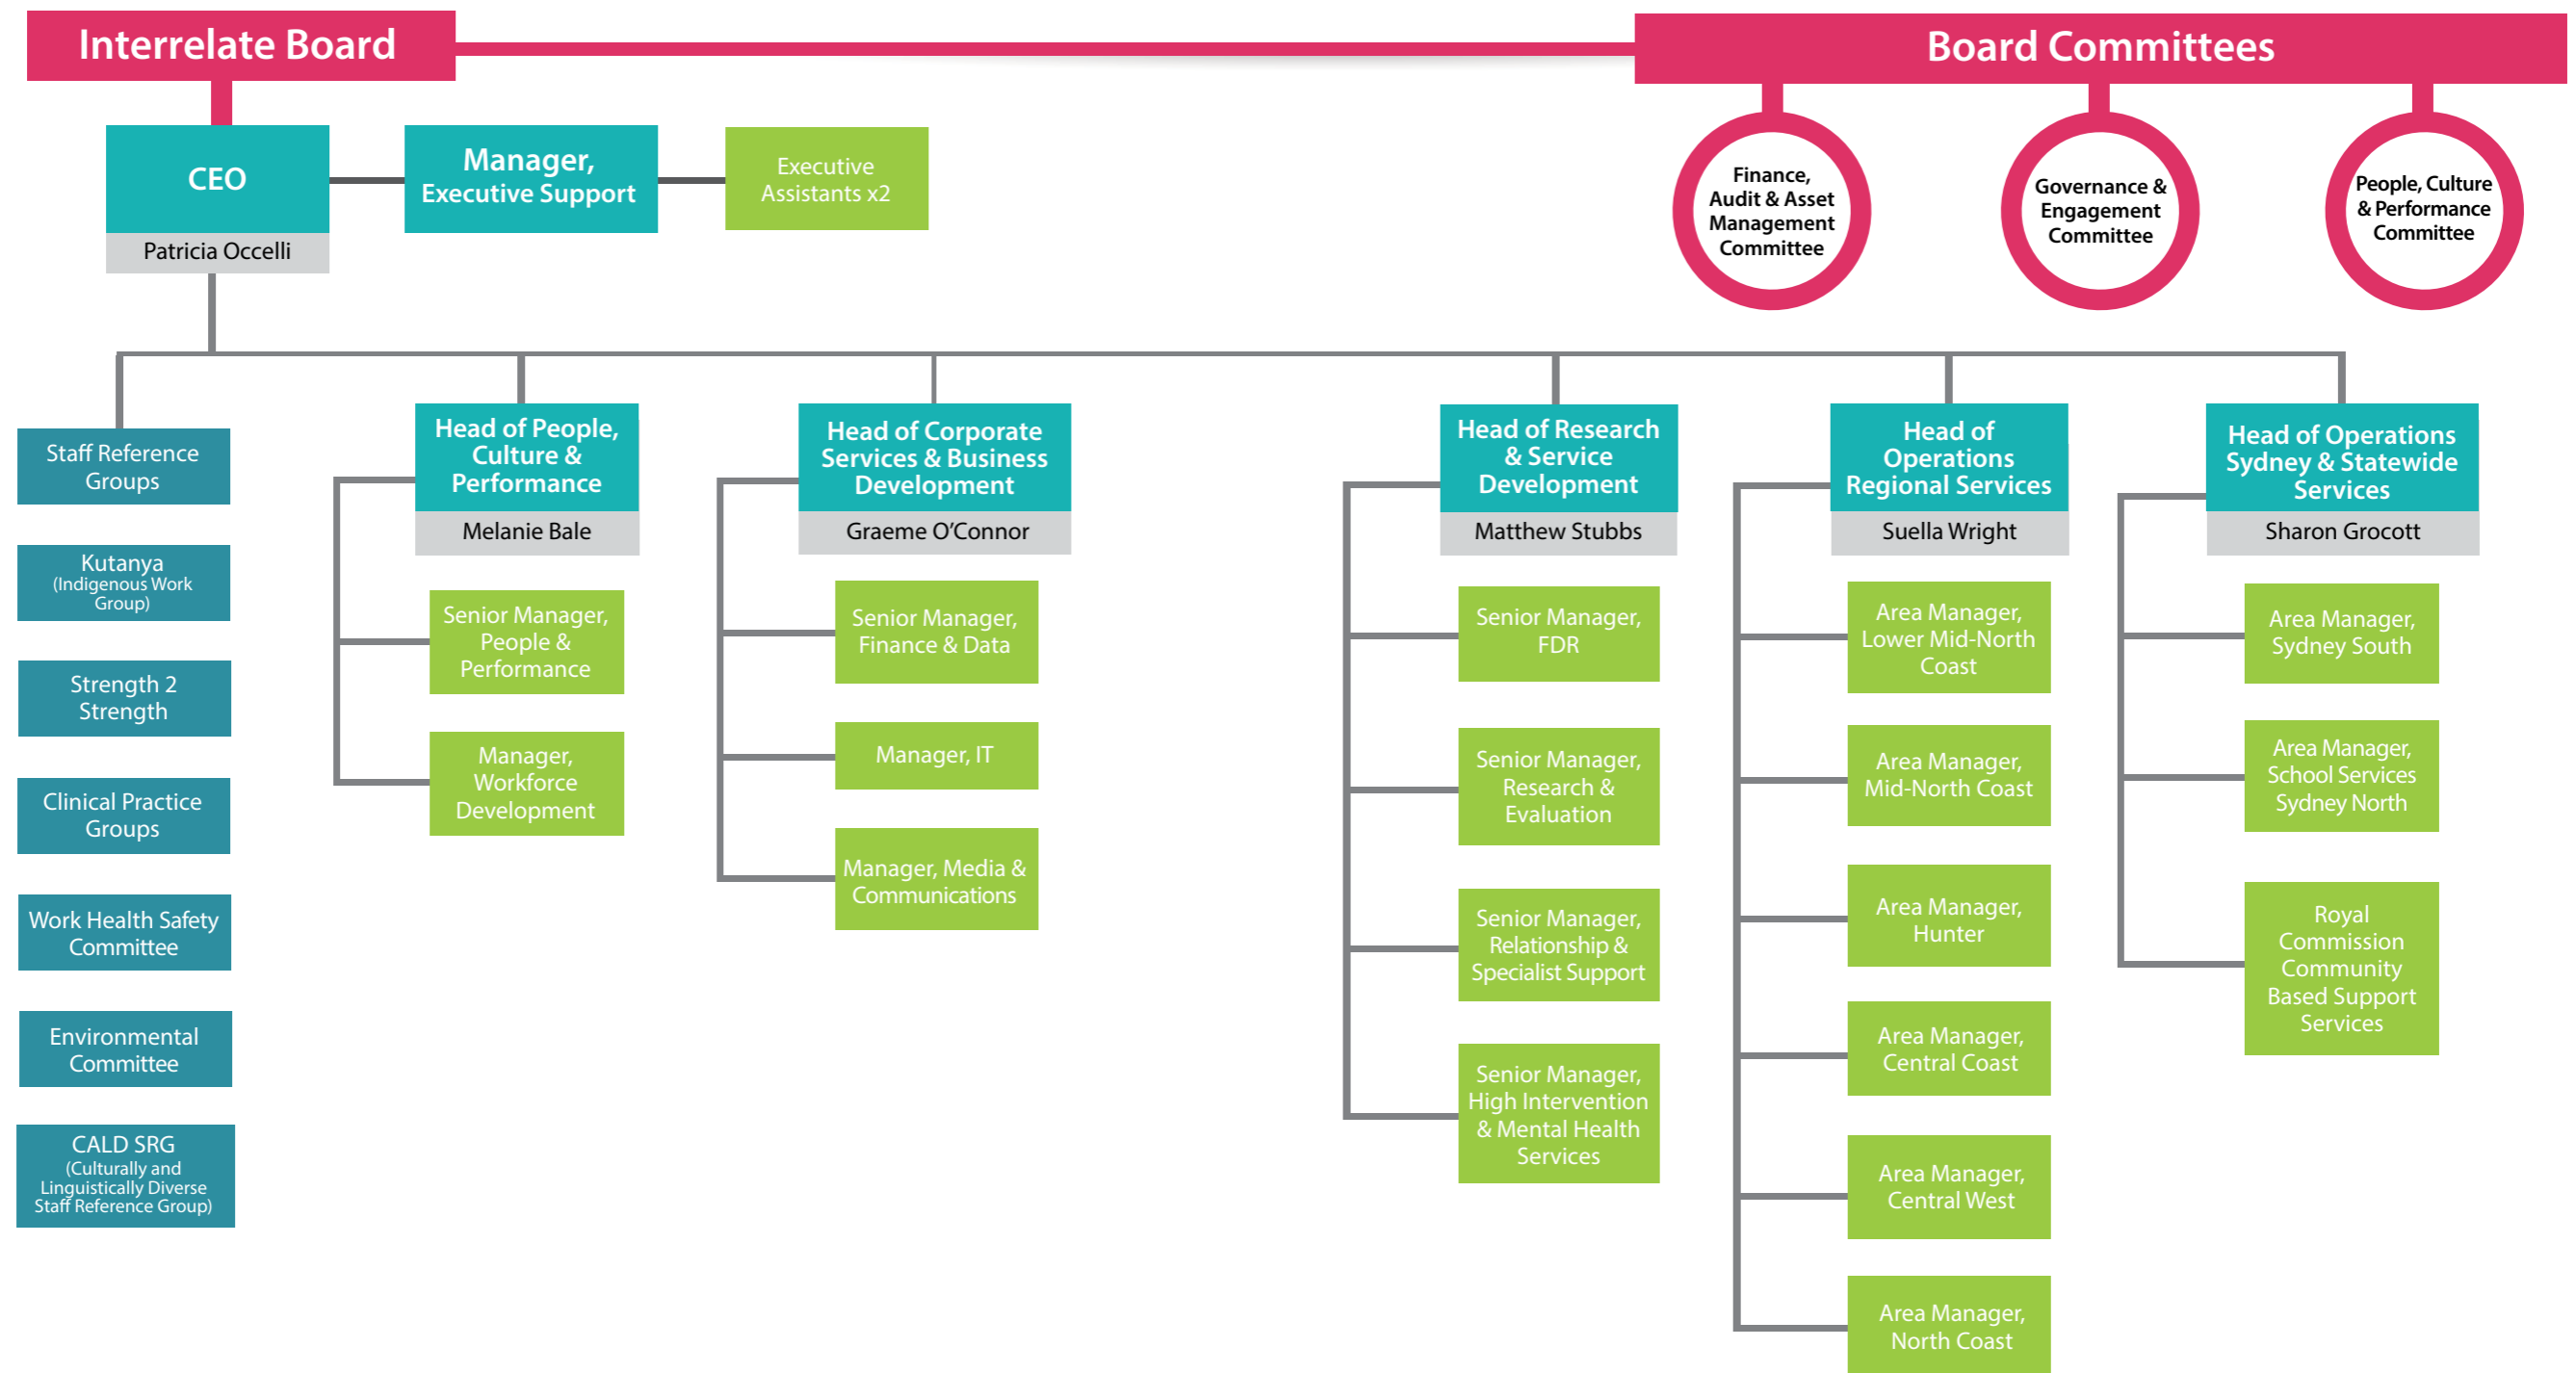 Interrelate Board
Board Committees
CEO
Patricia Occelli
Manager,
Executive Support
Executive
Assistants x2
Finance,
Audit & Asset
Management
Committee
Governance &
Engagement
Committee
People, Culture
& Performance
Committee
Staff Reference
Groups
Kutanya
(Indigenous Work
Group)
Strength 2
Strength
Clinical Practice
Groups
Work Health Safety
Committee
Environmental
Committee
CALD SRG
(Culturally and
Linguistically Diverse
Staff Reference Group)
Head of People,
Culture &
Performance
Melanie Bale
Senior Manager,
People &
Performance
Manager,
Workforce
Development
Head of Corporate
Services & Business
Development
Graeme O’Connor
Senior Manager,
Finance & Data
Manager, IT
Manager, Media &
Communications
Head of Research
& Service
Development
Matthew Stubbs
Senior Manager,
FDR
Senior Manager,
Research &
Evaluation
Senior Manager,
Relationship &
Specialist Support
Senior Manager,
High Intervention
& Mental Health
Services
Head of
Operations
Regional Services
Suella Wright
Area Manager,
Lower Mid-North
Coast
Area Manager,
Mid-North Coast
Area Manager,
Hunter
Area Manager,
Central Coast
Area Manager,
Central West
Area Manager,
North Coast
Head of Operations
Sydney & Statewide
Services
Sharon Grocott
Area Manager,
Sydney South
Area Manager,
School Services
Sydney North
Royal
Commission
Community
Based Support
Services